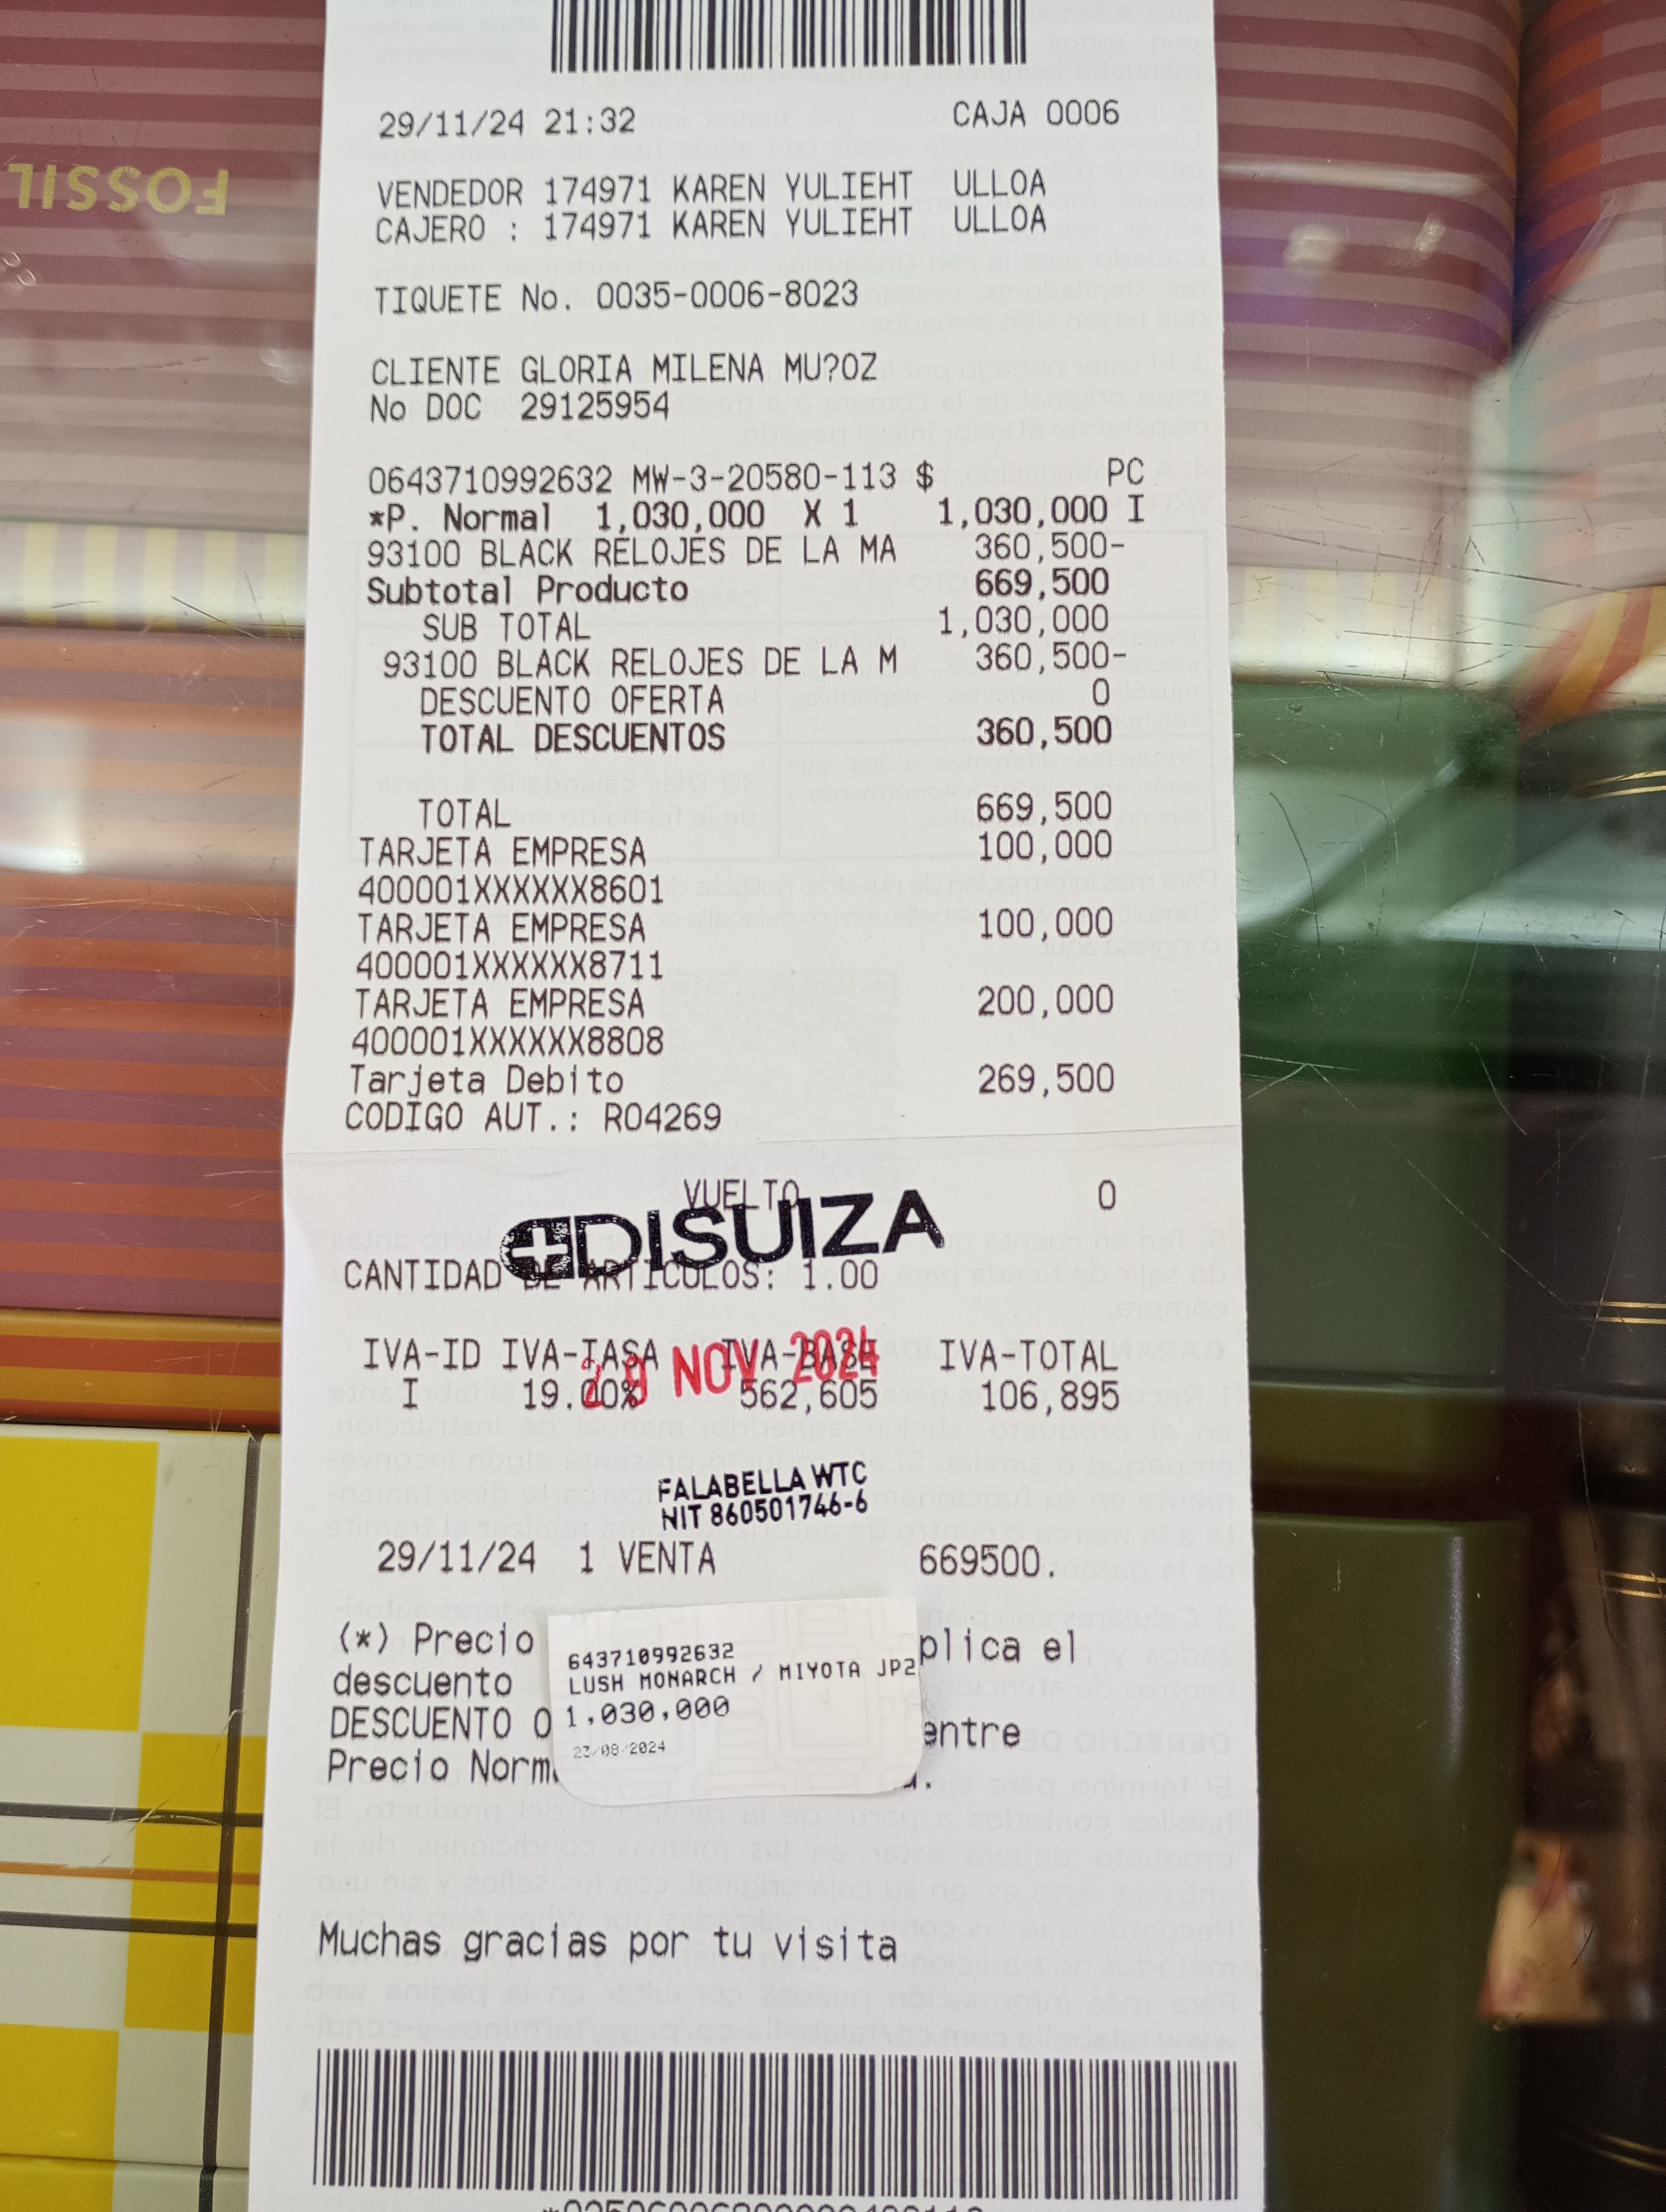 FOSSIL
29/11/24 21:32 CAJA 0006
VENDEDOR 174971 KAREN YULIEHT ULLOA
CAJERO : 174971 KAREN YULIEHT ULLOA
TIQUETE No. 0035-0006-8023
CLIENTE GLORIA MILENA MU?OZ
No DOC 29125954
0643710992632 MW-3-20580-113 $ PC
*P. Normal 1,030,000 X 1 1,030,000 I
93100 BLACK RELOJES DE LA MA 360,500-
Subtotal Producto 669,500
SUB TOTAL 1,030,000
93100 BLACK RELOJES DE LA M 360,500-
DESCUENTO OFERTA 0
TOTAL DESCUENTOS 360,500
TOTAL 669,500
TARJETA EMPRESA 100,000
400001XXXXXX8601
TARJETA EMPRESA 100,000
400001XXXXXX8711
TARJETA EMPRESA 200,000
400001XXXXXX8808
Tarjeta Debito 269,500
CODIGO AUT.: R04269
VUELTO 0
DISUIZA
CANTIDAD DE ARTICULOS: 1.00
IVA-ID IVA-TASA IVA-BASE IVA-TOTAL
NOV 2024
I 19.00% 562,605 106,895
FALABELLA WTC
NIT 860501746-6
29/11/24 1 VENTA 669500.
(*) Precio plica el
descuento
DESCUENTO O entre
Precio Norm
643710992632
LUSH MONARCH / MIYOTA JP2
1,030,000
23/08/2024
Muchas gracias por tu visita